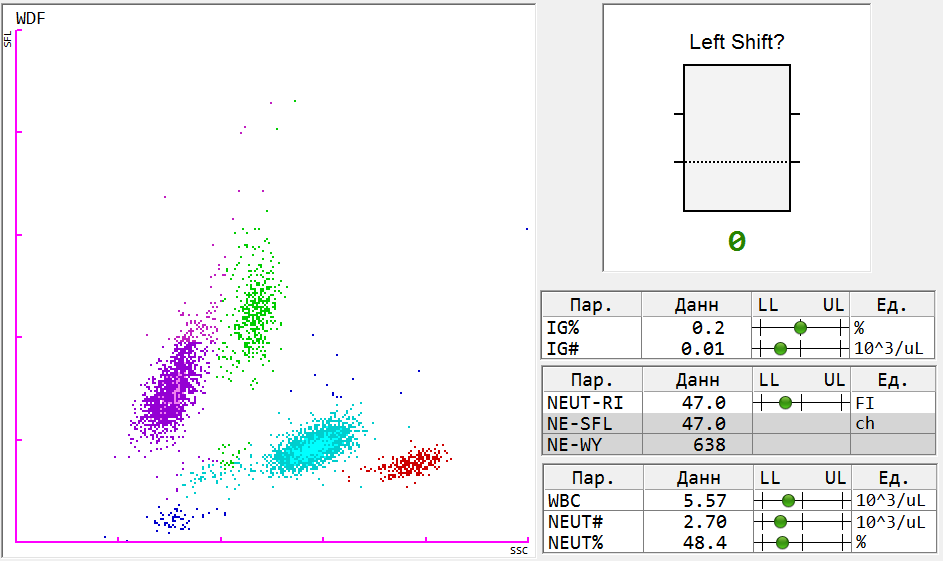 WDF
SFL
SSC
Left Shift?
0
Пар. Данн LL UL Ед.
IG% 0.2 %
IG# 0.01 10^3/uL
Пар. Данн LL UL Ед.
NEUT-RI 47.0 FI
NE-SFL 47.0 ch
NE-WY 638
Пар. Данн LL UL Ед.
WBC 5.57 10^3/uL
NEUT# 2.70 10^3/uL
NEUT% 48.4 %